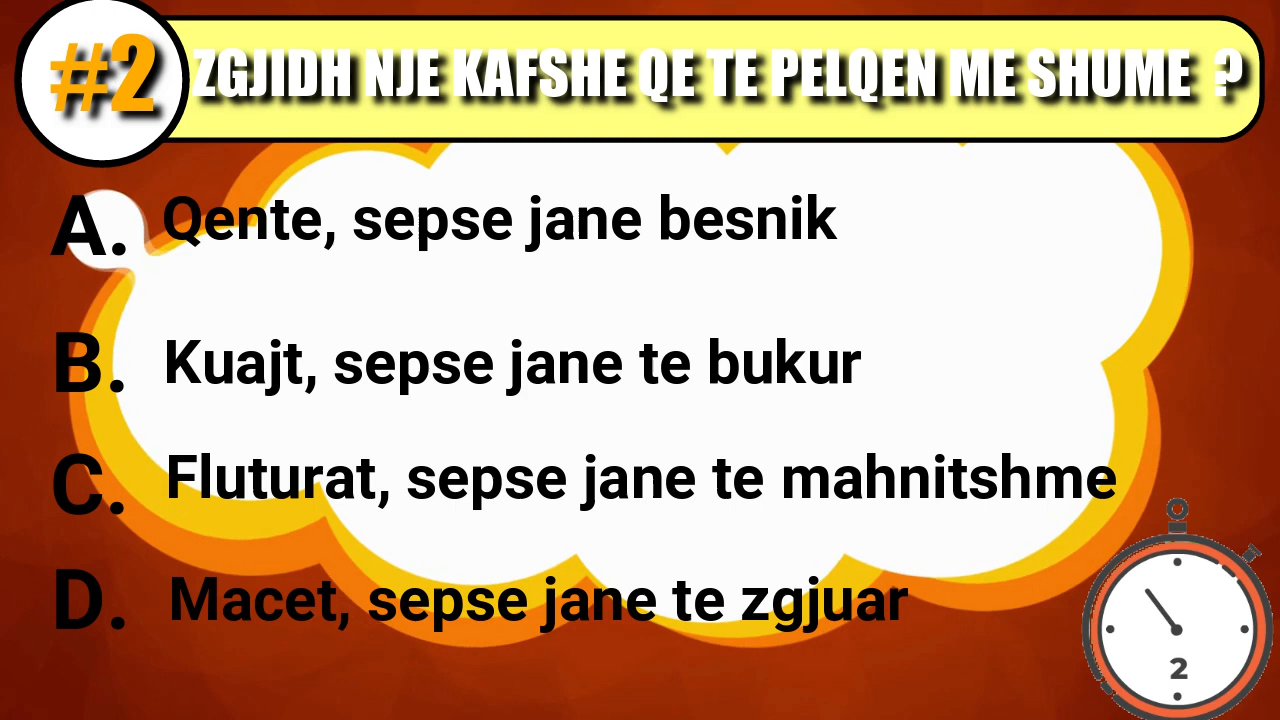 #2 ZGJIDH NJE KAFSHE QE TE PELQEN ME SHUME ?
A. Qente, sepse jane besnik
B. Kuajt, sepse jane te bukur
C. Fluturat, sepse jane te mahnitshme
D. Macet, sepse jane te zgjuar
2